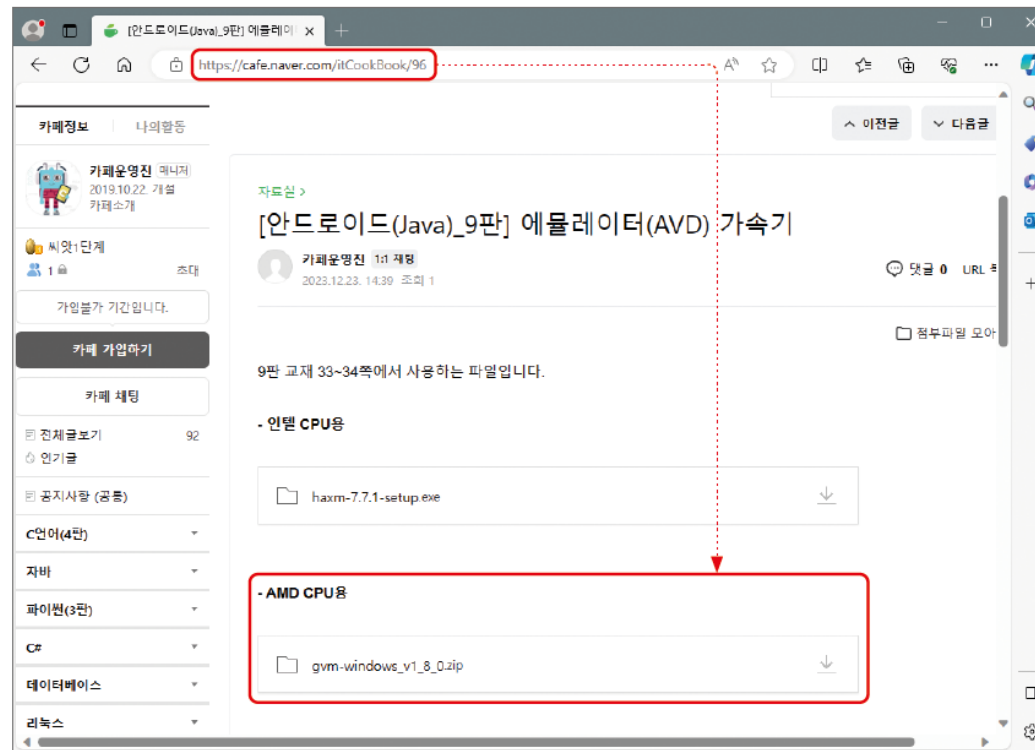 [안드로이드(Java)_9판] 에뮬레이터
https://cafe.naver.com/itCookBook/96
카페정보
나의활동
이전글
다음글
카페운영진 매니저
2019.10.22. 개설
카페소개
씨앗1단계
1
초대
가입불가 기간입니다.
카페 가입하기
카페 채팅
전체글보기 92
인기글
공지사항 (공통)
C언어(4판)
자바
파이썬(3판)
C#
데이터베이스
리눅스
자료실 >
[안드로이드(Java)_9판] 에뮬레이터(AVD) 가속기
카페운영진 1:1 채팅
2023.12.23. 14:39 조회 1
댓글 0 URL
첨부파일 모아
9판 교재 33~34쪽에서 사용하는 파일입니다.
- 인텔 CPU용
haxm-7.7.1-setup.exe
- AMD CPU용
gvm-windows_v1_8_0.zip